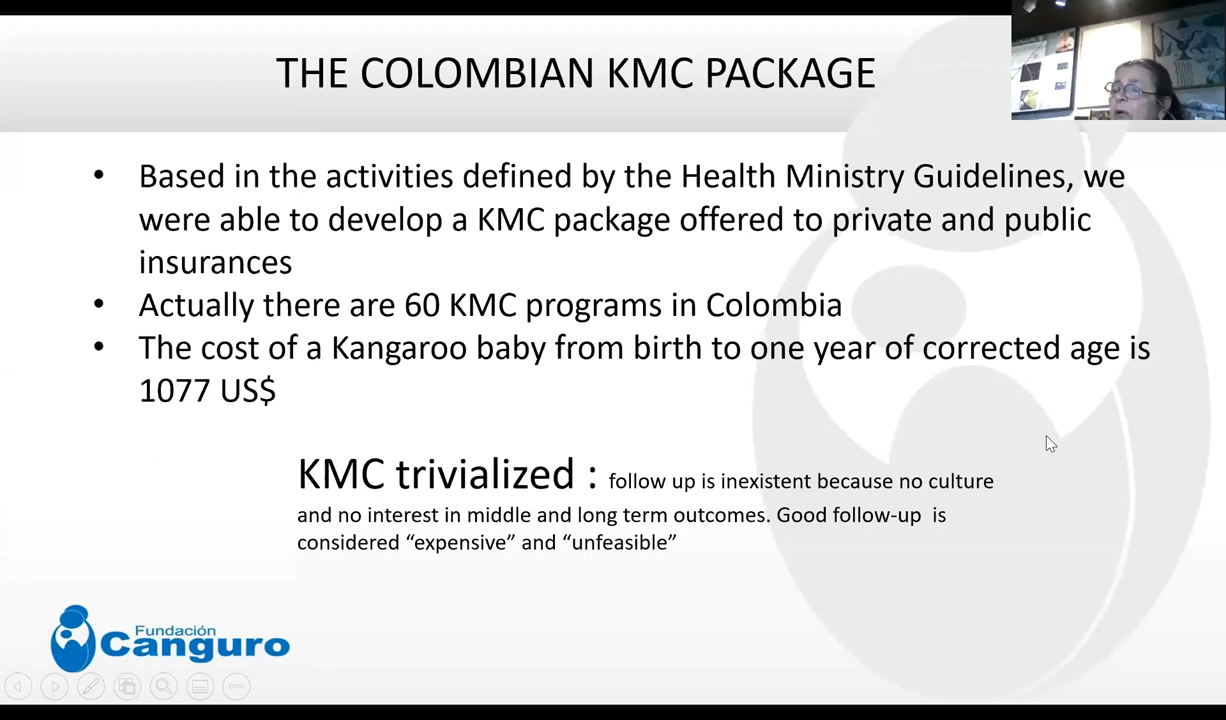 THE COLOMBIAN KMC PACKAGE
• Based in the activities defined by the Health Ministry Guidelines, we
were able to develop a KMC package offered to private and public
insurances
• Actually there are 60 KMC programs in Colombia
• The cost of a Kangaroo baby from birth to one year of corrected age is
1077 US$
KMC trivialized : follow up is inexistent because no culture
and no interest in middle and long term outcomes. Good follow-up is
considered “expensive” and “unfeasible”
Fundación
Canguro